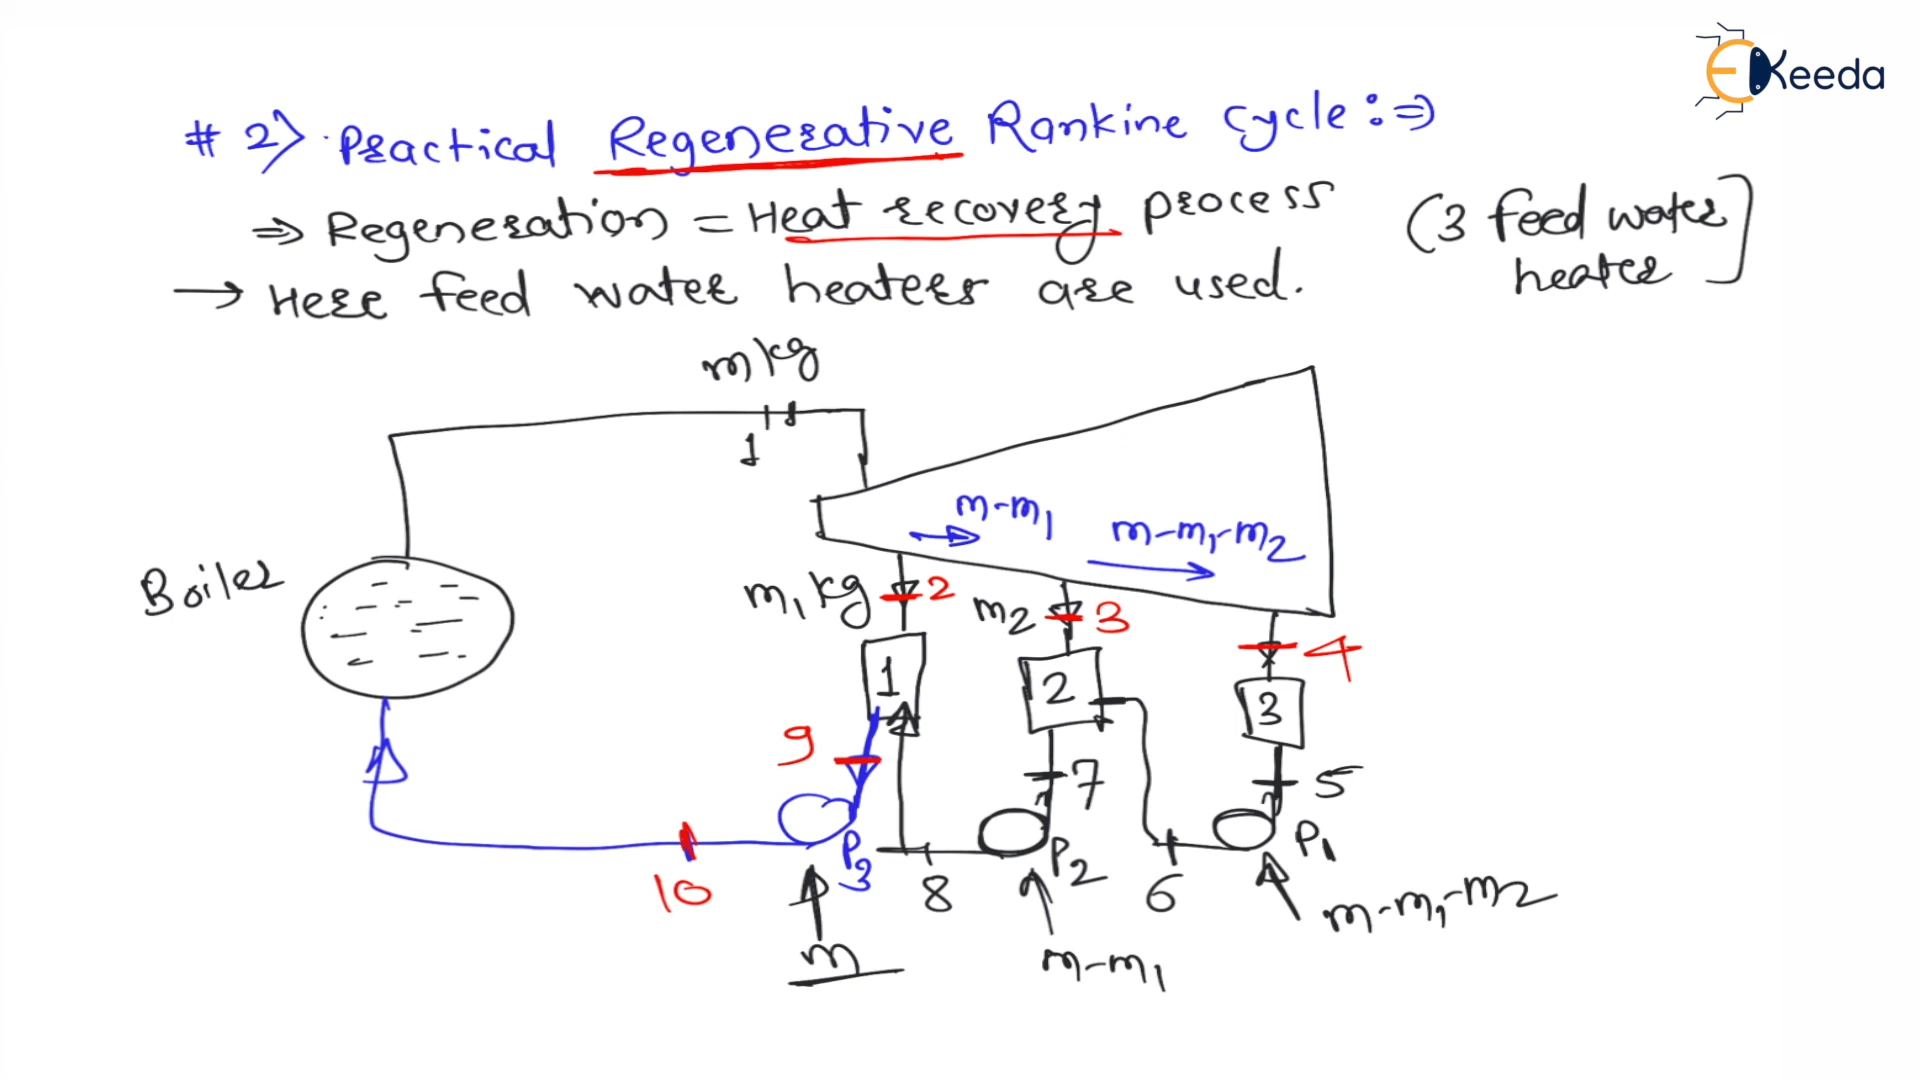 EKeeda
# 2) Practical Regenerative Rankine cycle :⇒
⇒ Regeneration = Heat recovery process (3 feed water heater]
→ Here feed water heaters are used.
m kg
1
m-m1
m-m1-m2
Boiler
m1 kg
2
m2
3
4
1
2
3
9
7
5
P3
P2
P1
10
8
6
m
m-m1
m-m1-m2